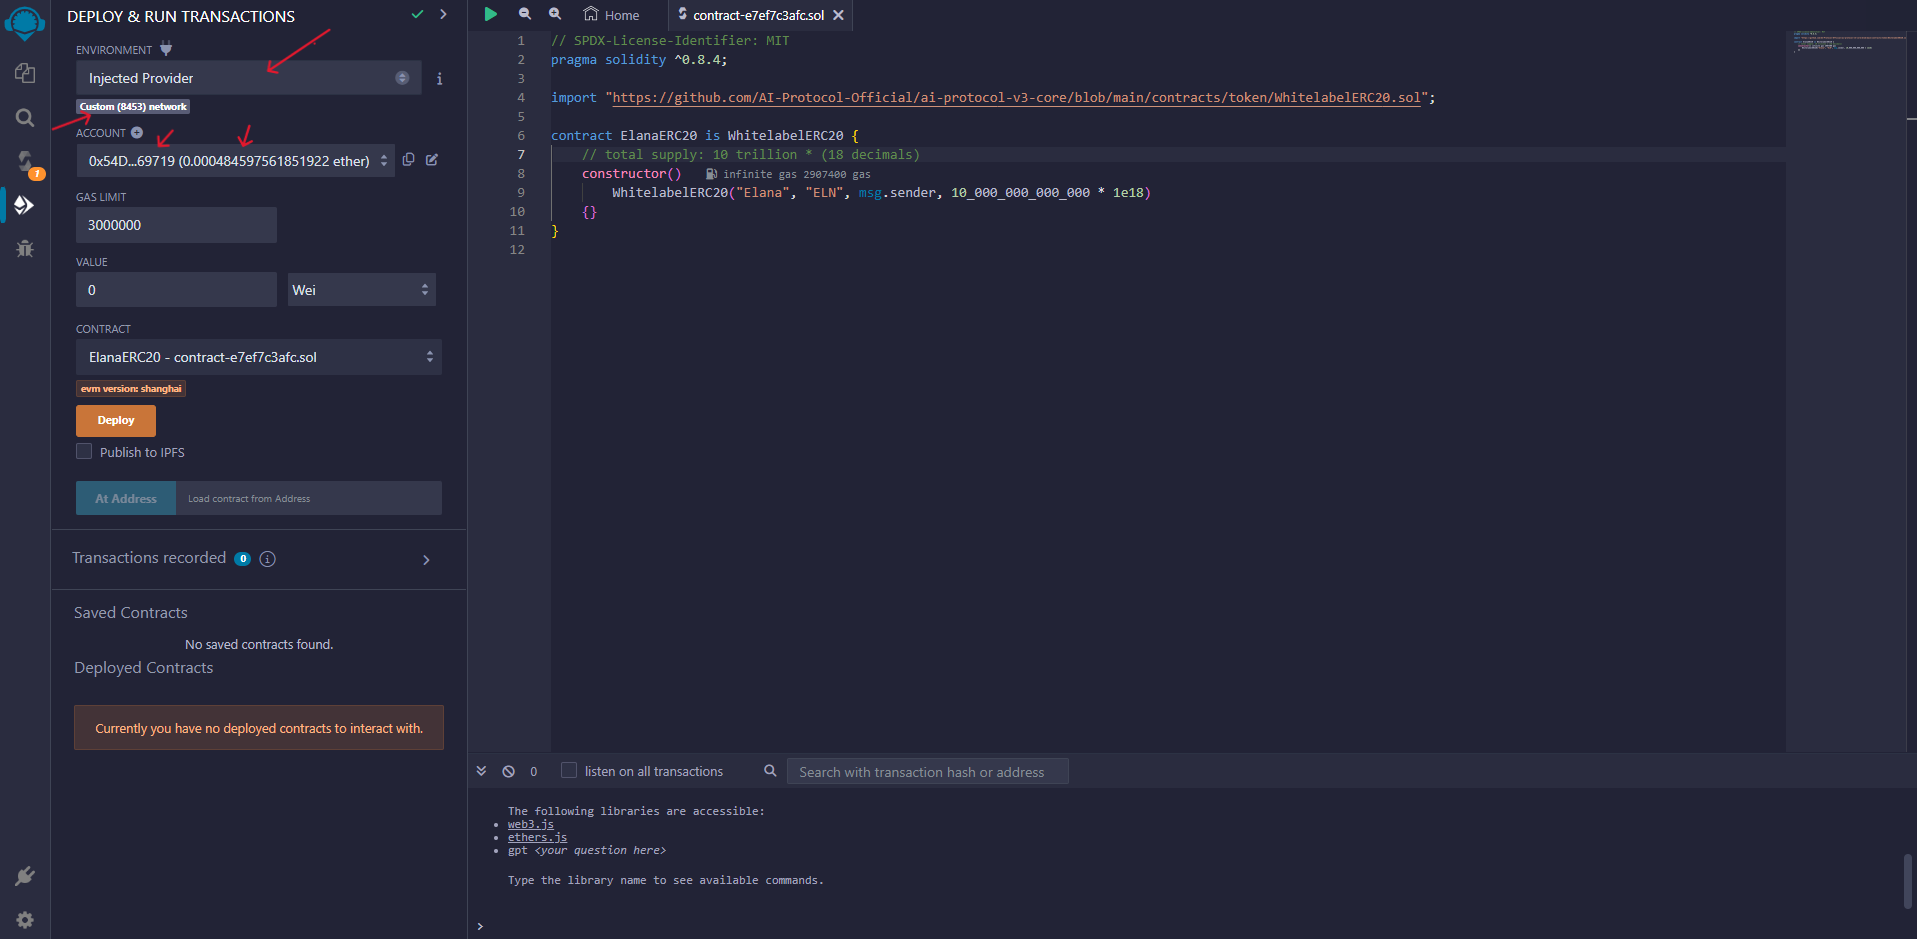 DEPLOY & RUN TRANSACTIONS
ENVIRONMENT
Injected Provider
Custom (8453) network
ACCOUNT
0x54D...69719 (0.000484597561851922 ether)
GAS LIMIT
3000000
VALUE
0
Wei
CONTRACT
ElanaERC20 - contract-e7ef7c3afc.sol
evm version: shanghai
Deploy
Publish to IPFS
At Address
Load contract from Address
Transactions recorded 0 i
Saved Contracts
No saved contracts found.
Deployed Contracts
Currently you have no deployed contracts to interact with.
1
Home
contract-e7ef7c3afc.sol
1 // SPDX-License-Identifier: MIT
2 pragma solidity ^0.8.4;
3
4 import "https://github.com/AI-Protocol-Official/ai-protocol-v3-core/blob/main/contracts/token/WhitelabelERC20.sol";
5
6 contract ElanaERC20 is WhitelabelERC20 {
7 // total supply: 10 trillion * (18 decimals)
8 constructor() infinite gas 2907400 gas
9 WhitelabelERC20("Elana", "ELN", msg.sender, 10_000_000_000_000 * 1e18)
10 {}
11 }
12
0
listen on all transactions
Search with transaction hash or address
The following libraries are accessible:
• web3.js
• ethers.js
• gpt <your question here>
Type the library name to see available commands.
>